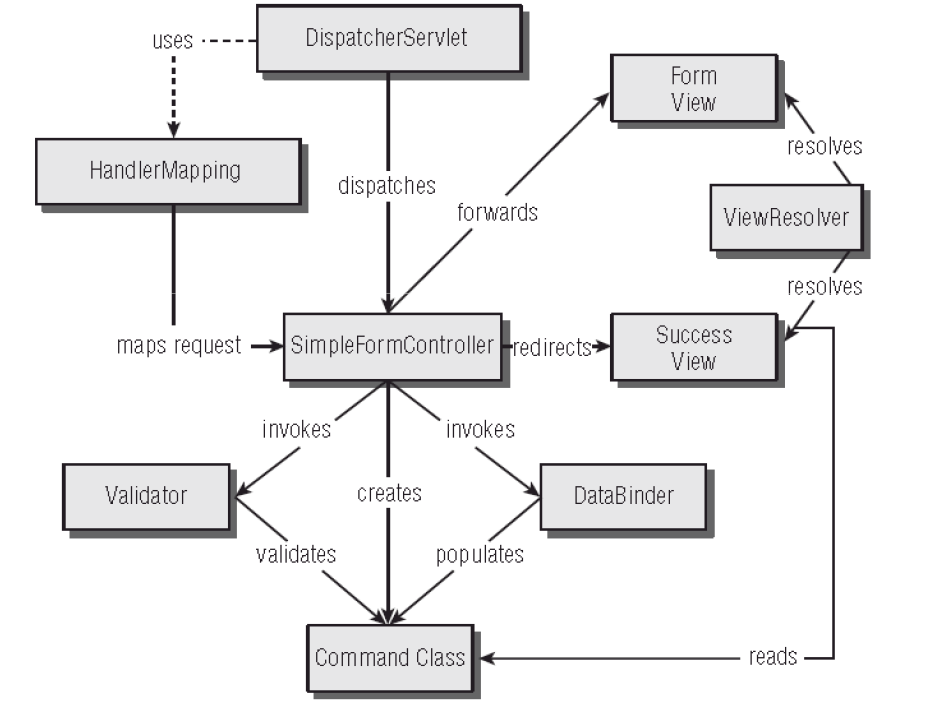 uses
DispatcherServlet
Form
View
resolves
HandlerMapping
dispatches
forwards
ViewResolver
resolves
maps request
SimpleFormController
redirects
Success
View
invokes
invokes
Validator
creates
DataBinder
validates
populates
Command Class
reads